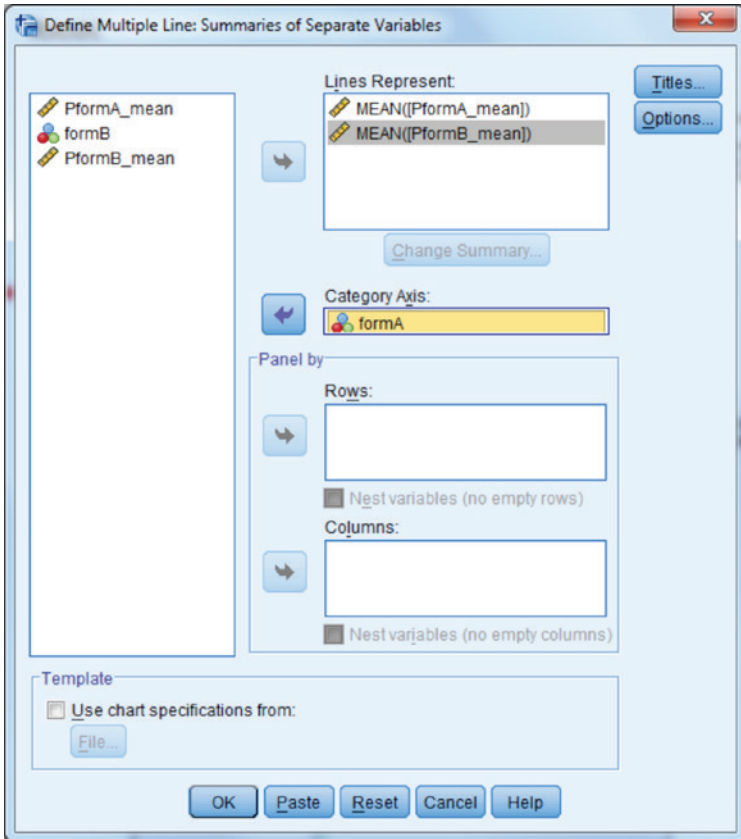 Define Multiple Line: Summaries of Separate Variables
PformA_mean
formB
PformB_mean
Lines Represent:
MEAN([PformA_mean])
MEAN([PformB_mean])
Change Summary...
Category Axis:
formA
Panel by
Rows:
Nest variables (no empty rows)
Columns:
Nest variables (no empty columns)
Titles...
Options...
Template
Use chart specifications from:
File...
OK Paste Reset Cancel Help